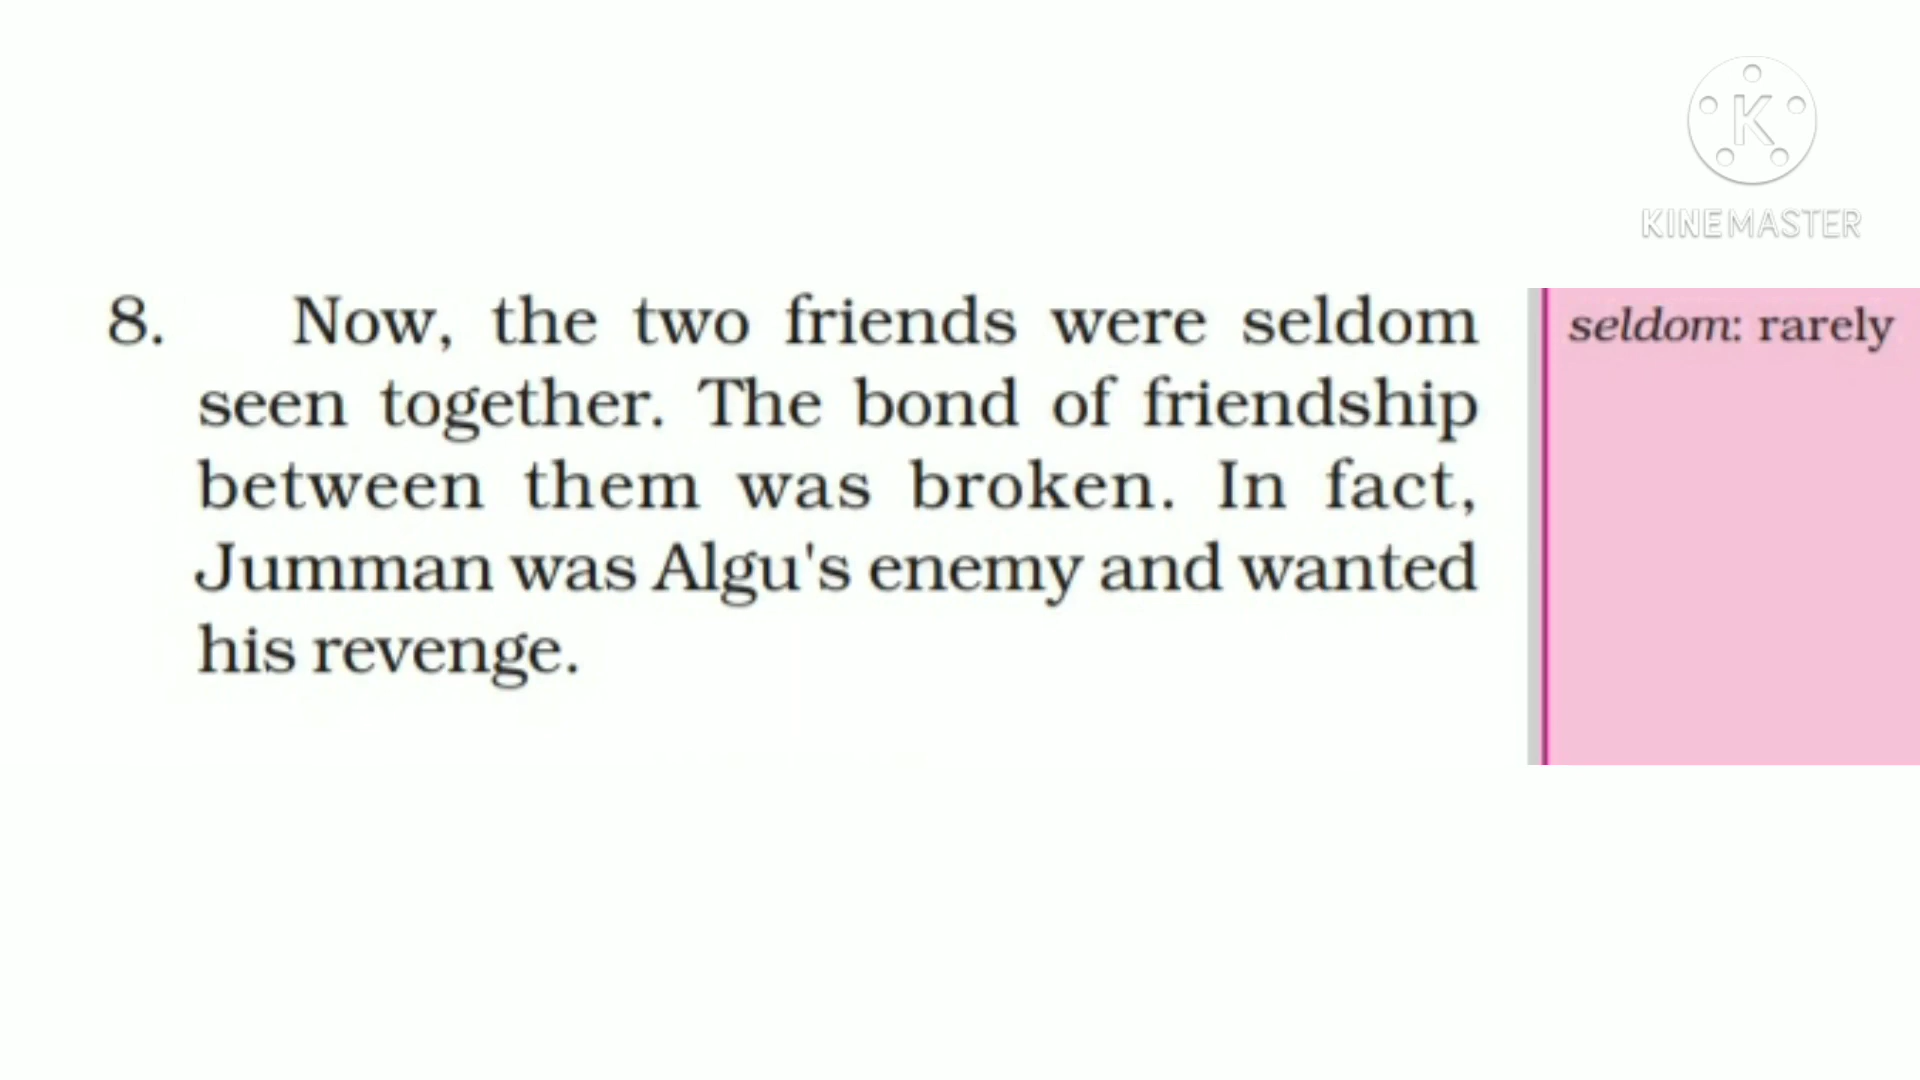 K
KINEMASTER
8. Now, the two friends were seldom
seen together. The bond of friendship
between them was broken. In fact,
Jumman was Algu's enemy and wanted
his revenge.
seldom: rarely